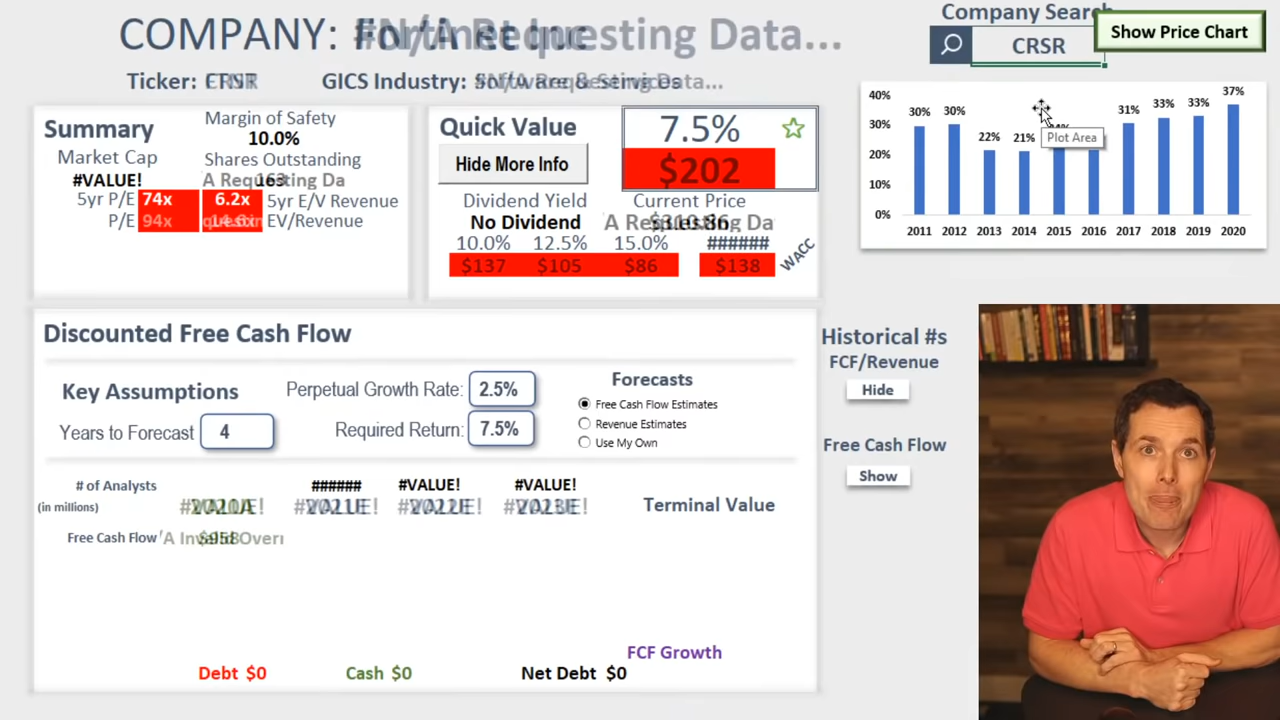 COMPANY:
Company Search
CRSR
Show Price Chart
Ticker:
GICS Industry:
Summary
Margin of Safety
10.0%
Market Cap
Shares Outstanding
#VALUE!
5yr P/E 74x 6.2x 5yr E/V Revenue
P/E 94x EV/Revenue
Quick Value
7.5%
Hide More Info
$202
Dividend Yield Current Price
No Dividend
10.0% 12.5% 15.0% ######
$137 $105 $86 $138 WACC
40%
30%
20%
10%
0%
30% 30% 22% 21% 31% 33% 33% 37%
Plot Area
2011 2012 2013 2014 2015 2016 2017 2018 2019 2020
Discounted Free Cash Flow
Key Assumptions
Years to Forecast 4
Perpetual Growth Rate: 2.5%
Required Return: 7.5%
Forecasts
Free Cash Flow Estimates
Revenue Estimates
Use My Own
Historical #s
FCF/Revenue
Hide
Free Cash Flow
Show
# of Analysts ###### #VALUE! #VALUE!
(in millions) Terminal Value
Free Cash Flow
FCF Growth
Debt $0 Cash $0 Net Debt $0